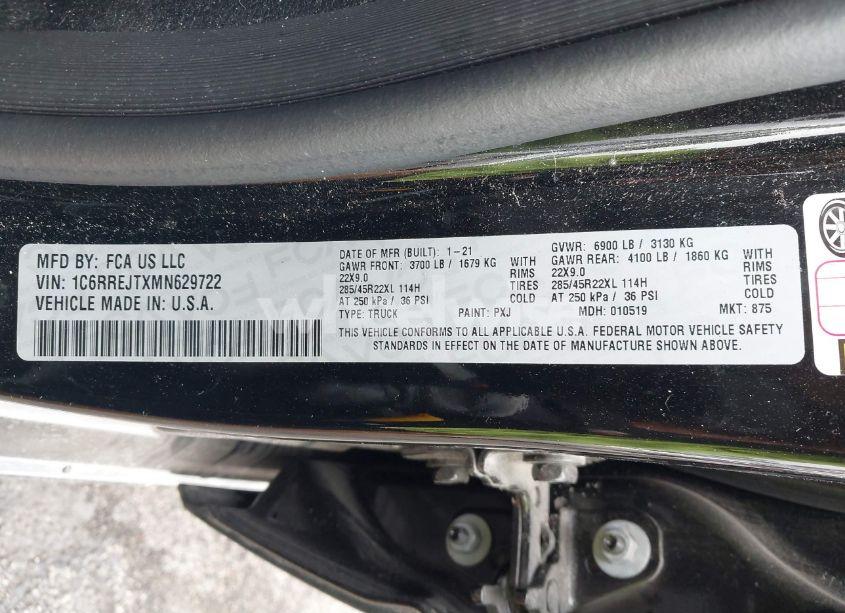 MFD BY: FCA US LLC
VIN: 1C6RREJTXMN629722
VEHICLE MADE IN U.S.A.
DATE OF MFR (BUILT): 1-21
GVWR: 6900 LB / 3130 KG
GAWR FRONT: 3700 LB / 1679 KG WITH
GAWR REAR: 4100 LB / 1860 KG WITH
22X9.0 RIMS
22X9.0 RIMS
285/45R22XL 114H TIRES
285/45R22XL 114H TIRES
AT 250 kPa / 36 PSI COLD
AT 250 kPa / 36 PSI COLD
TYPE: TRUCK PAINT: PXJ MDH: 010519 MKT: 875
THIS VEHICLE CONFORMS TO ALL APPLICABLE U.S.A. FEDERAL MOTOR VEHICLE SAFETY
STANDARDS IN EFFECT ON THE DATE OF MANUFACTURE SHOWN ABOVE.